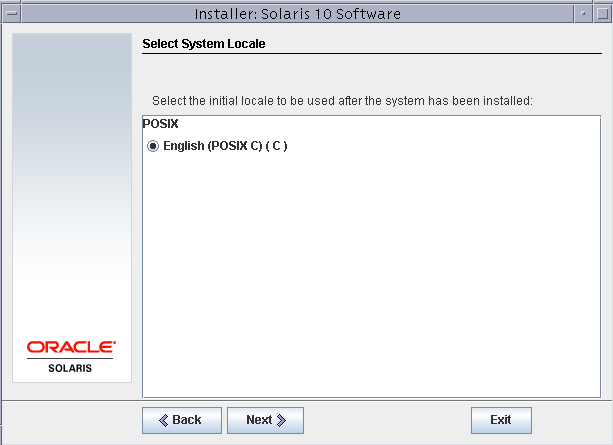 Installer: Solaris 10 Software
Select System Locale
Select the initial locale to be used after the system has been installed:
POSIX
English (POSIX C) ( C )
ORACLE
SOLARIS
Back
Next
Exit